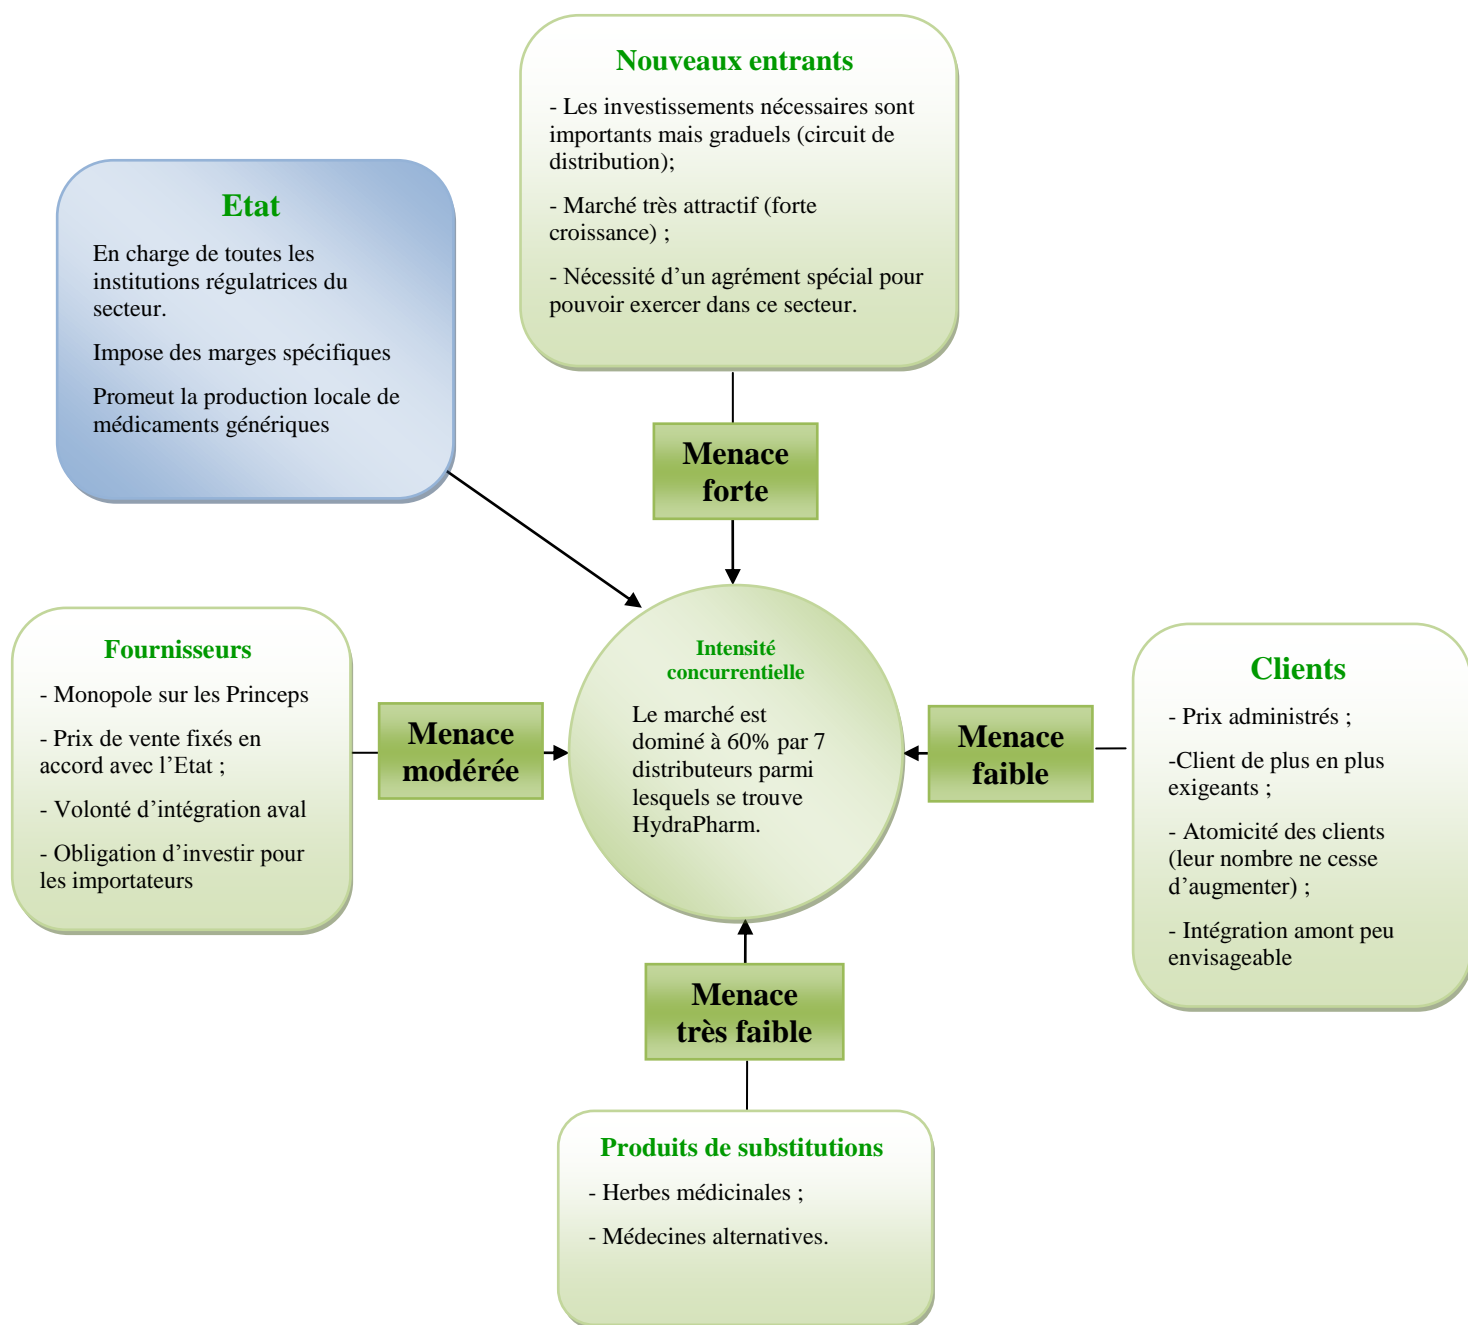 Nouveaux entrants
- Les investissements nécessaires sont
importants mais graduels (circuit de
distribution);
- Marché très attractif (forte
croissance) ;
- Nécessité d’un agrément spécial pour
pouvoir exercer dans ce secteur.
Etat
En charge de toutes les
institutions régulatrices du
secteur.
Impose des marges spécifiques
Promeut la production locale de
médicaments génériques
Menace
forte
Fournisseurs
- Monopole sur les Princeps
- Prix de vente fixés en
accord avec l’Etat ;
- Volonté d’intégration aval
- Obligation d’investir pour
les importateurs
Menace
modérée
Intensité
concurrentielle
Le marché est
dominé à 60% par 7
distributeurs parmi
lesquels se trouve
HydraPharm.
Menace
faible
Clients
- Prix administrés ;
-Client de plus en plus
exigeants ;
- Atomicité des clients
(leur nombre ne cesse
d’augmenter) ;
- Intégration amont peu
envisageable
Menace
très faible
Produits de substitutions
- Herbes médicinales ;
- Médecines alternatives.